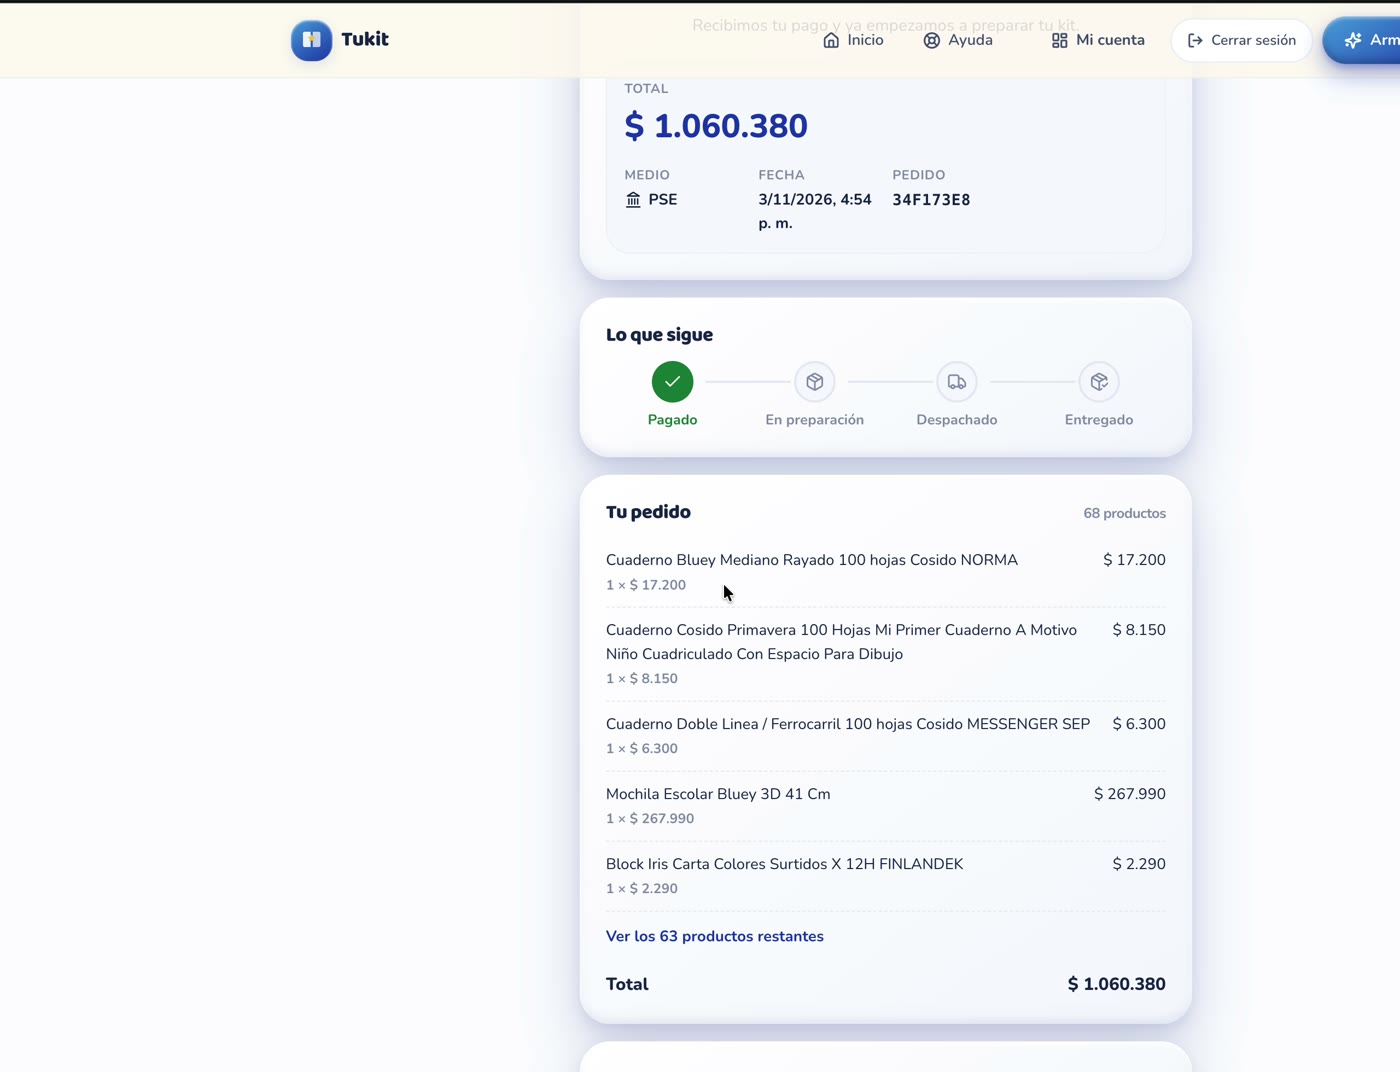 Recibimos tu pago y ya empezamos a preparar tu kit.
Tukit
Inicio
Ayuda
Mi cuenta
Cerrar sesión
Arm
TOTAL
$ 1.060.380
MEDIO
FECHA
PEDIDO
PSE
3/11/2026, 4:54
p. m.
34F173E8
Lo que sigue
Pagado
En preparación
Despachado
Entregado
Tu pedido
68 productos
Cuaderno Bluey Mediano Rayado 100 hojas Cosido NORMA
$ 17.200
1 × $ 17.200
Cuaderno Cosido Primavera 100 Hojas Mi Primer Cuaderno A Motivo
$ 8.150
Niño Cuadriculado Con Espacio Para Dibujo
1 × $ 8.150
Cuaderno Doble Linea / Ferrocarril 100 hojas Cosido MESSENGER SEP
$ 6.300
1 × $ 6.300
Mochila Escolar Bluey 3D 41 Cm
$ 267.990
1 × $ 267.990
Block Iris Carta Colores Surtidos X 12H FINLANDEK
$ 2.290
1 × $ 2.290
Ver los 63 productos restantes
Total
$ 1.060.380